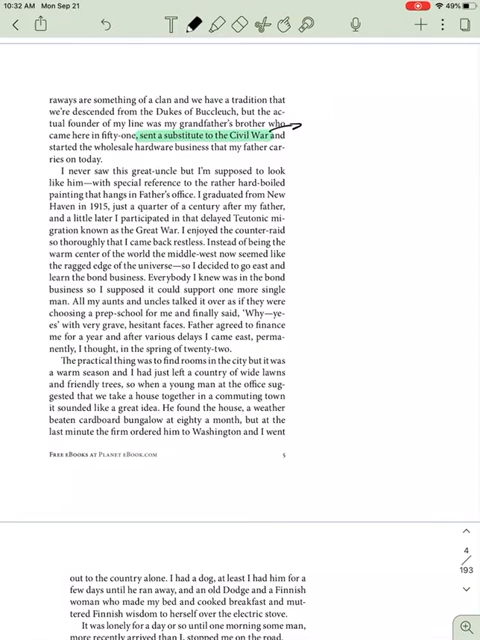 10:32 AM Mon Sep 21
49%
raways are something of a clan and we have a tradition that
we're descended from the Dukes of Buccleuch, but the ac-
tual founder of my line was my grandfather's brother who
came here in fifty-one, sent a substitute to the Civil War and
started the wholesale hardware business that my father car-
ries on today.
I never saw this great-uncle but I'm supposed to look
like him—with special reference to the rather hard-boiled
painting that hangs in Father's office. I graduated from New
Haven in 1915, just a quarter of a century after my father,
and a little later I participated in that delayed Teutonic mi-
gration known as the Great War. I enjoyed the counter-raid
so thoroughly that I came back restless. Instead of being the
warm center of the world the middle-west now seemed like
the ragged edge of the universe—so I decided to go east and
learn the bond business. Everybody I knew was in the bond
business so I supposed it could support one more single
man. All my aunts and uncles talked it over as if they were
choosing a prep-school for me and finally said, 'Why—ye-
es' with very grave, hesitant faces. Father agreed to finance
me for a year and after various delays I came east, perma-
nently, I thought, in the spring of twenty-two.
The practical thing was to find rooms in the city but it was
a warm season and I had just left a country of wide lawns
and friendly trees, so when a young man at the office sug-
gested that we take a house together in a commuting town
it sounded like a great idea. He found the house, a weather
beaten cardboard bungalow at eighty a month, but at the
last minute the firm ordered him to Washington and I went
Free eBooks at Planet eBook.com 5
4
193
out to the country alone. I had a dog, at least I had him for a
few days until he ran away, and an old Dodge and a Finnish
woman who made my bed and cooked breakfast and mut-
tered Finnish wisdom to herself over the electric stove.
It was lonely for a day or so until one morning some man,
more recently arrived than I, stopped me on the road.